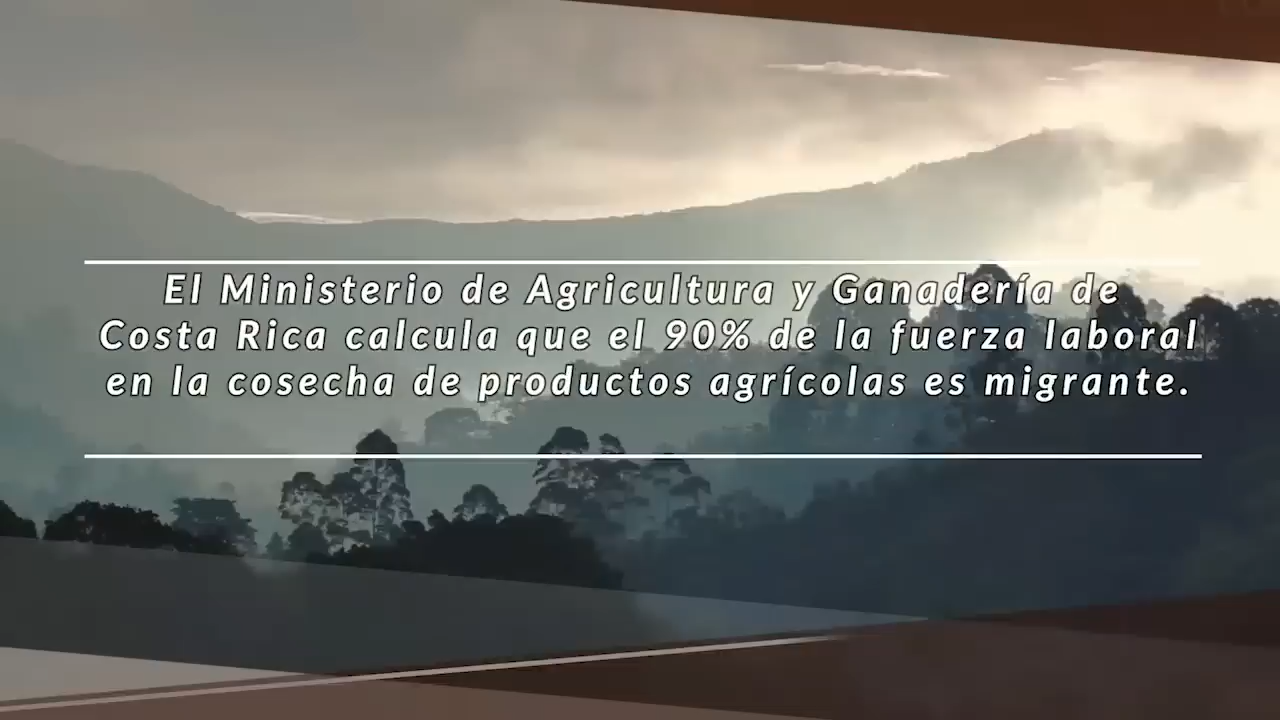 El Ministerio de Agricultura y Ganadería de
Costa Rica calcula que el 90% de la fuerza laboral
en la cosecha de productos agrícolas es migrante.